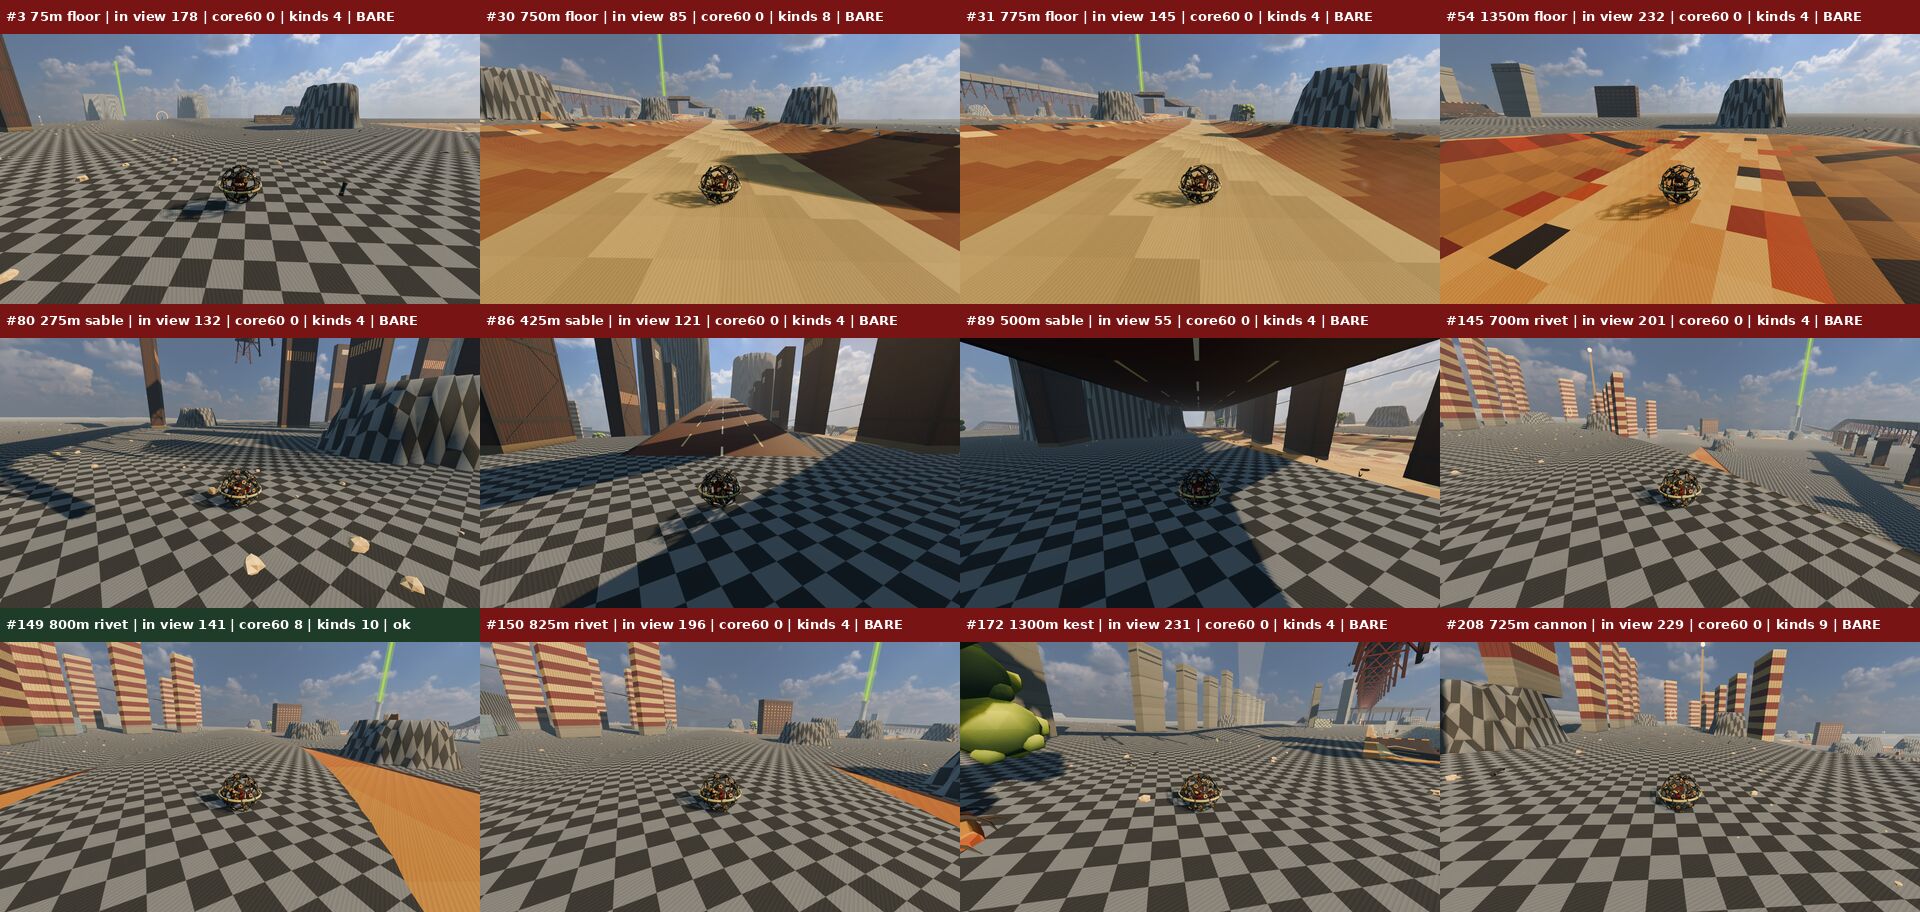 #3 75m floor | in view 178 | core60 0 | kinds 4 | BARE
#30 750m floor | in view 85 | core60 0 | kinds 8 | BARE
#31 775m floor | in view 145 | core60 0 | kinds 4 | BARE
#54 1350m floor | in view 232 | core60 0 | kinds 4 | BARE
#80 275m sable | in view 132 | core60 0 | kinds 4 | BARE
#86 425m sable | in view 121 | core60 0 | kinds 4 | BARE
#89 500m sable | in view 55 | core60 0 | kinds 4 | BARE
#145 700m rivet | in view 201 | core60 0 | kinds 4 | BARE
#149 800m rivet | in view 141 | core60 8 | kinds 10 | ok
#150 825m rivet | in view 196 | core60 0 | kinds 4 | BARE
#172 1300m kest | in view 231 | core60 0 | kinds 4 | BARE
#208 725m cannon | in view 229 | core60 0 | kinds 9 | BARE